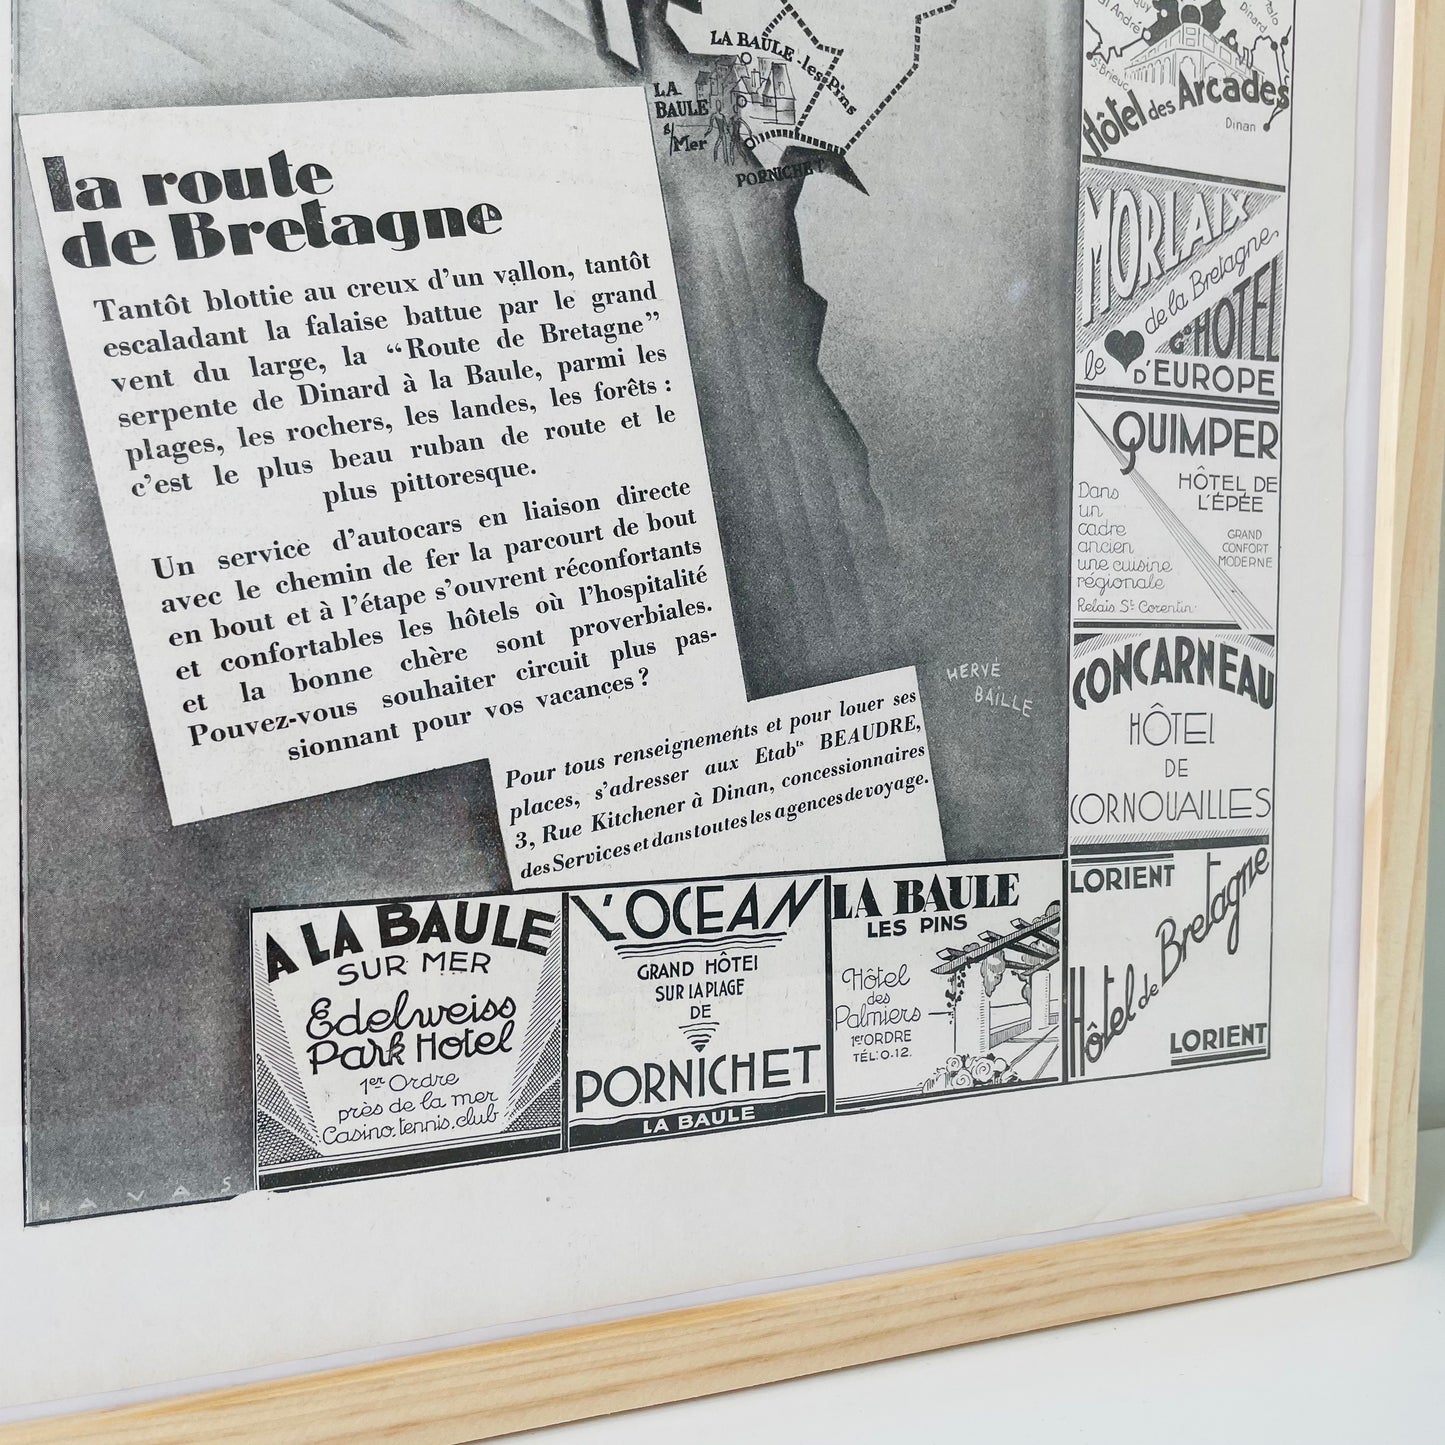 LA BAULE-les-Pins
LA
BAULE
s/
Mer
PORNICHET
la route
de Bretagne
Tantôt blottie au creux d'un vallon, tantôt
escaladant la falaise battue par le grand
vent du large, la “Route de Bretagne”
serpente de Dinard à la Baule, parmi les
plages, les rochers, les landes, les forêts :
c'est le plus beau ruban de route et le
plus pittoresque.
Un service d'autocars en liaison directe
avec le chemin de fer la parcourt de bout
en bout et à l'étape s'ouvrent réconfortants
et confortables les hôtels où l'hospitalité
et la bonne chère sont proverbiales.
Pouvez-vous souhaiter circuit plus pas-
sionnant pour vos vacances ?
Pour tous renseignements et pour louer ses
places, s'adresser aux Etabts BEAUDRE,
3, Rue Kitchener à Dinan, concessionnaires
des Services et dans toutes les agences de voyage.
HERVÉ
BAILLE
HAVAS
A LA BAULE
SUR MER
Edelweiss
Park Hotel
1er Ordre
près de la mer
Casino, tennis, club
L'OCEAN
GRAND HÔTEL
SUR LA PLAGE
DE
PORNICHET
LA BAULE
LA BAULE
LES PINS
Hôtel
des
Palmiers
1er ORDRE
TÉL: 0-12.
André
St Brieuc
Dinard
Hôtel des Arcades
Dinan
MORLAIX
le de la Bretagne
Gd HOTEL
D'EUROPE
QUIMPER
HÔTEL DE
L'ÉPÉE
Dans
un
cadre
ancien
une cuisine
régionale
GRAND
CONFORT
MODERNE
Relais St Corentin
CONCARNEAU
HÔTEL
DE
CORNOUAILLES
LORIENT
Hôtel de Bretagne
LORIENT